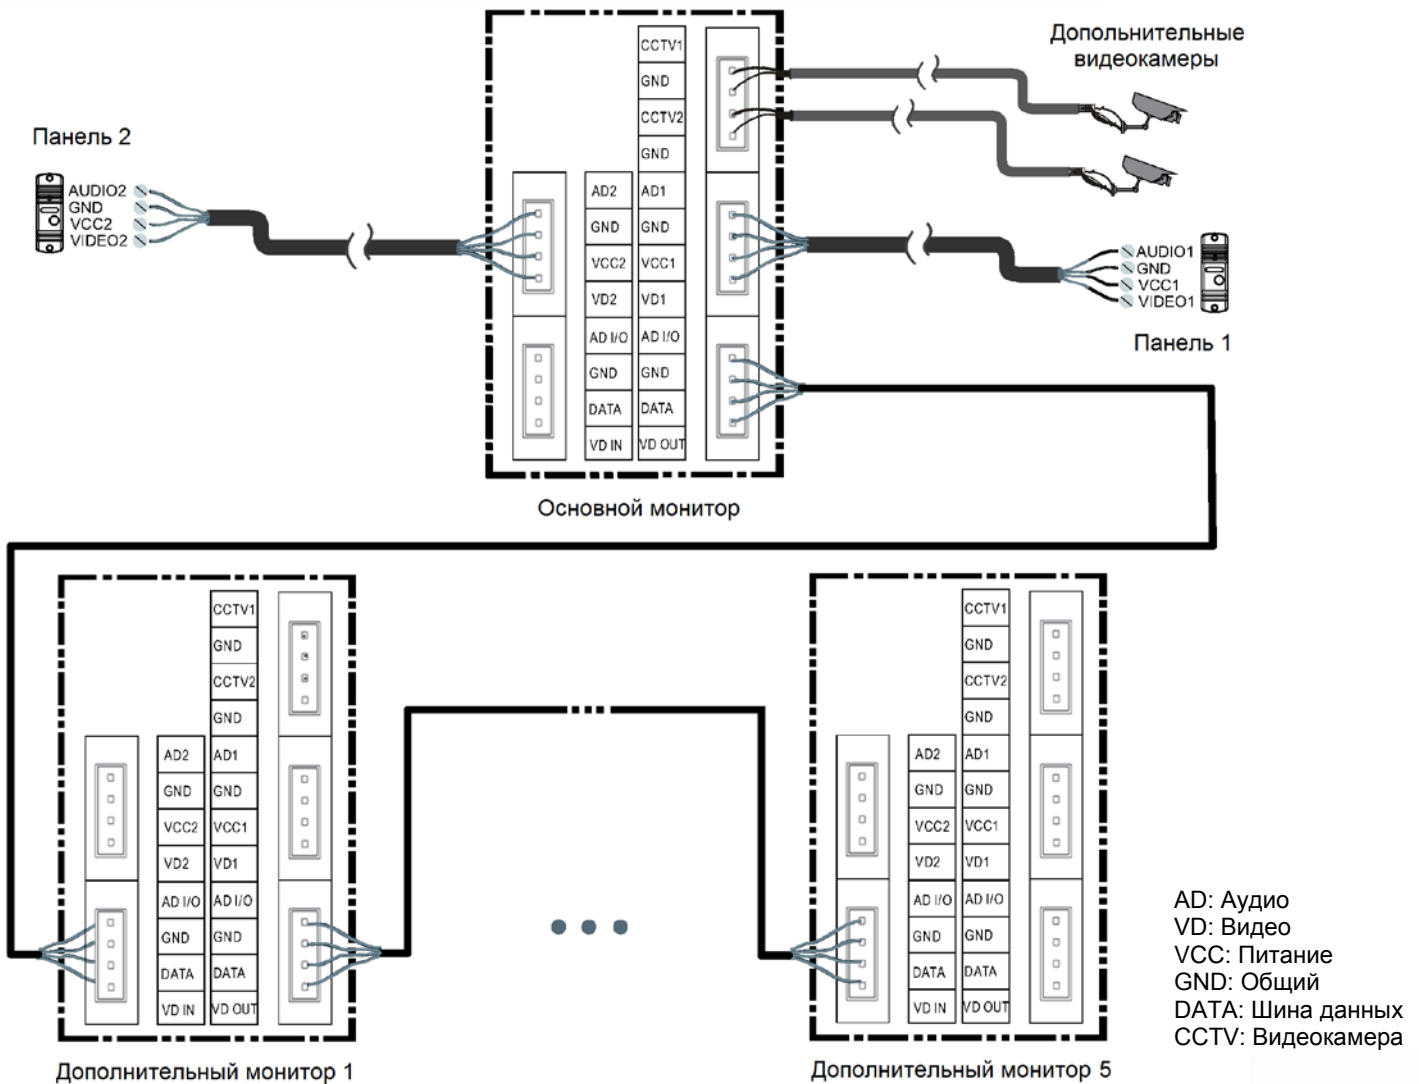 Допольнительные
видеокамеры
Панель 2
AUDIO2
GND
VCC2
VIDEO2
CCTV1
GND
CCTV2
GND
AD2 AD1
GND GND
VCC2 VCC1
VD2 VD1
AD I/O AD I/O
GND GND
DATA DATA
VD IN VD OUT
AUDIO1
GND
VCC1
VIDEO1
Панель 1
Основной монитор
CCTV1
GND
CCTV2
GND
AD2 AD1
GND GND
VCC2 VCC1
VD2 VD1
AD I/O AD I/O
GND GND
DATA DATA
VD IN VD OUT
Дополнительный монитор 1
CCTV1
GND
CCTV2
GND
AD2 AD1
GND GND
VCC2 VCC1
VD2 VD1
AD I/O AD I/O
GND GND
DATA DATA
VD IN VD OUT
Дополнительный монитор 5
AD: Аудио
VD: Видео
VCC: Питание
GND: Общий
DATA: Шина данных
CCTV: Видеокамера